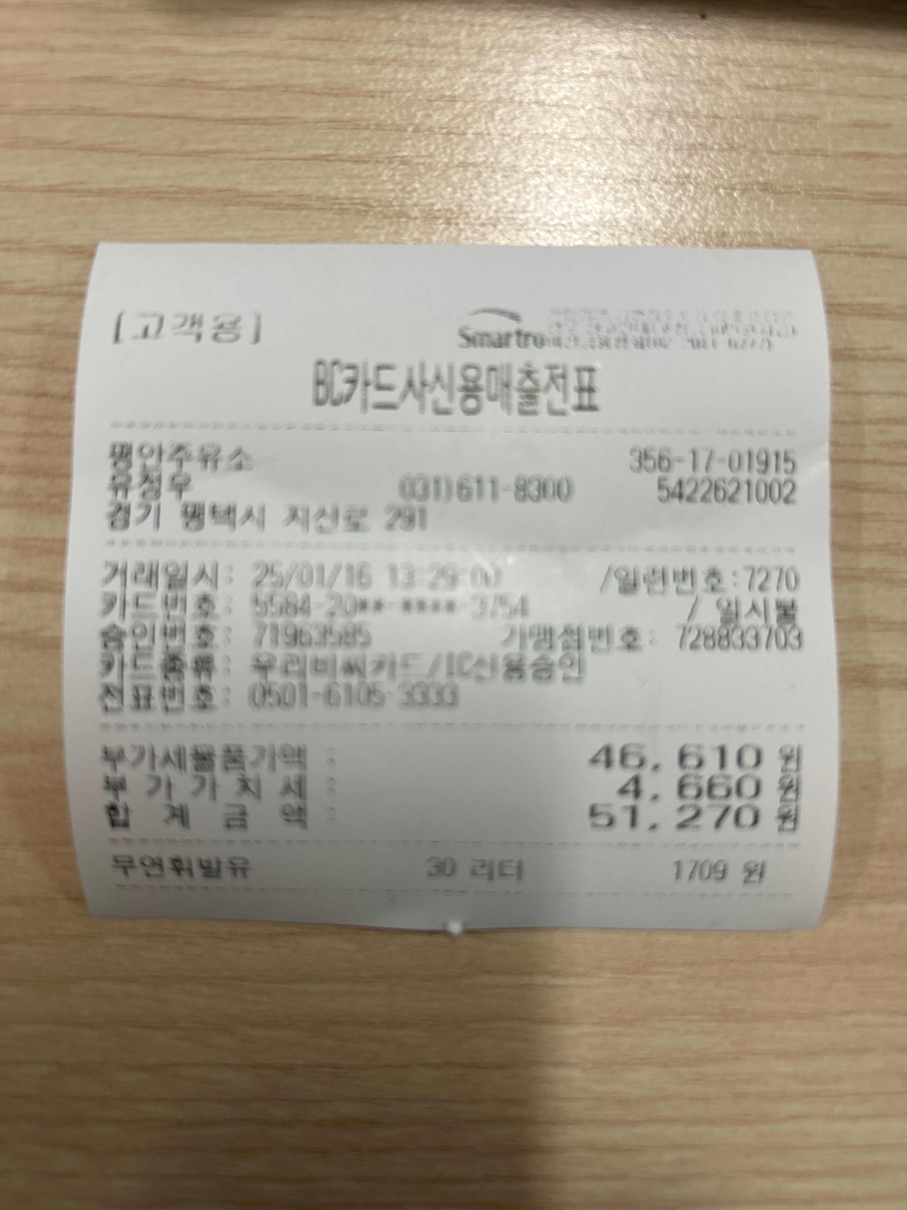 [고객용] Smartro
BC카드사신용매출전표
평안주유소 356-17-01915
유정우 031)611-8300 5422621002
경기 평택시 지산로 291
거래일시: 25/01/16 13:29:00 /일련번호:7270
카드번호: 5584-20**-****-3754 / 일시불
승인번호: 71963585 가맹점번호: 728833703
카드종류: 우리비씨카드/IC신용승인
전표번호: 0501-6105-3333
부가세물품가액 : 46,610 원
부 가 가 치 세 : 4,660 원
합 계 금 액 : 51,270 원
무연휘발유 30 리터 1709 원